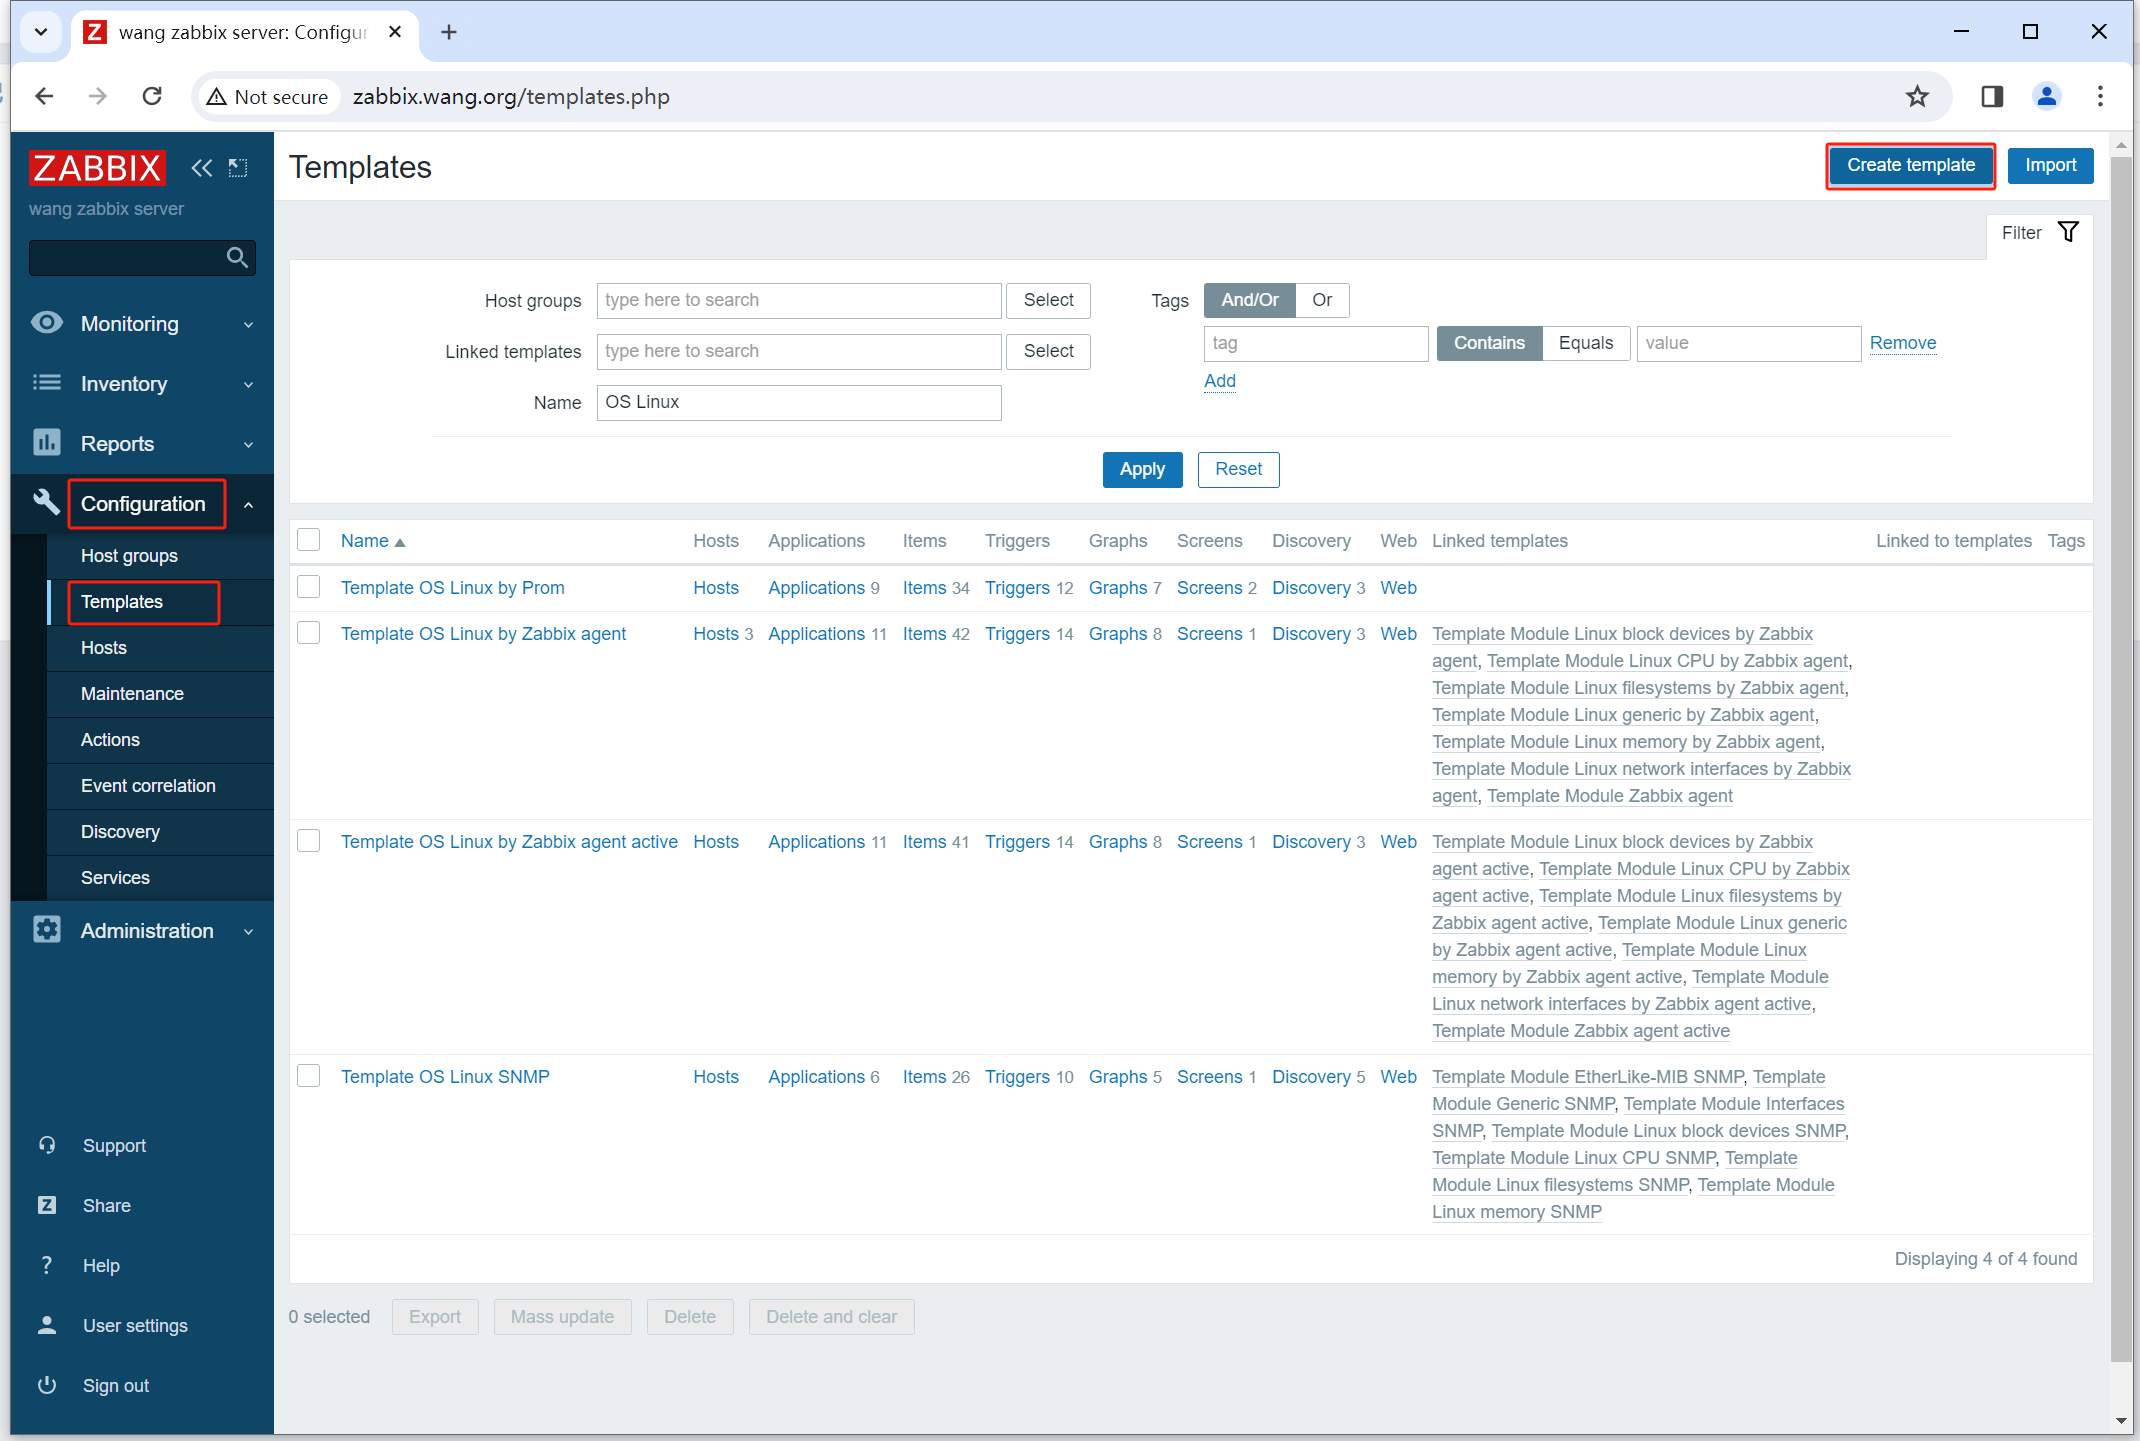 wang zabbix server: Configur
Not secure
zabbix.wang.org/templates.php
ZABBIX
wang zabbix server
Monitoring
Inventory
Reports
Configuration
Host groups
Templates
Hosts
Maintenance
Actions
Event correlation
Discovery
Services
Administration
Support
Share
Help
User settings
Sign out
Templates
Create template
Import
Filter
Host groups
type here to search
Select
Linked templates
type here to search
Select
Name
OS Linux
Tags
And/Or
Or
tag
Contains
Equals
value
Remove
Add
Apply
Reset
Name Hosts Applications Items Triggers Graphs Screens Discovery Web Linked templates Linked to templates Tags
Template OS Linux by Prom Hosts Applications 9 Items 34 Triggers 12 Graphs 7 Screens 2 Discovery 3 Web
Template OS Linux by Zabbix agent Hosts 3 Applications 11 Items 42 Triggers 14 Graphs 8 Screens 1 Discovery 3 Web Template Module Linux block devices by Zabbix
agent, Template Module Linux CPU by Zabbix agent,
Template Module Linux filesystems by Zabbix agent,
Template Module Linux generic by Zabbix agent,
Template Module Linux memory by Zabbix agent,
Template Module Linux network interfaces by Zabbix
agent, Template Module Zabbix agent
Template OS Linux by Zabbix agent active Hosts Applications 11 Items 41 Triggers 14 Graphs 8 Screens 1 Discovery 3 Web Template Module Linux block devices by Zabbix
agent active, Template Module Linux CPU by Zabbix
agent active, Template Module Linux filesystems by
Zabbix agent active, Template Module Linux generic
by Zabbix agent active, Template Module Linux
memory by Zabbix agent active, Template Module
Linux network interfaces by Zabbix agent active,
Template Module Zabbix agent active
Template OS Linux SNMP Hosts Applications 6 Items 26 Triggers 10 Graphs 5 Screens 1 Discovery 5 Web Template Module EtherLike-MIB SNMP, Template
Module Generic SNMP, Template Module Interfaces
SNMP, Template Module Linux block devices SNMP,
Template Module Linux CPU SNMP, Template
Module Linux filesystems SNMP, Template Module
Linux memory SNMP
Displaying 4 of 4 found
0 selected
Export
Mass update
Delete
Delete and clear